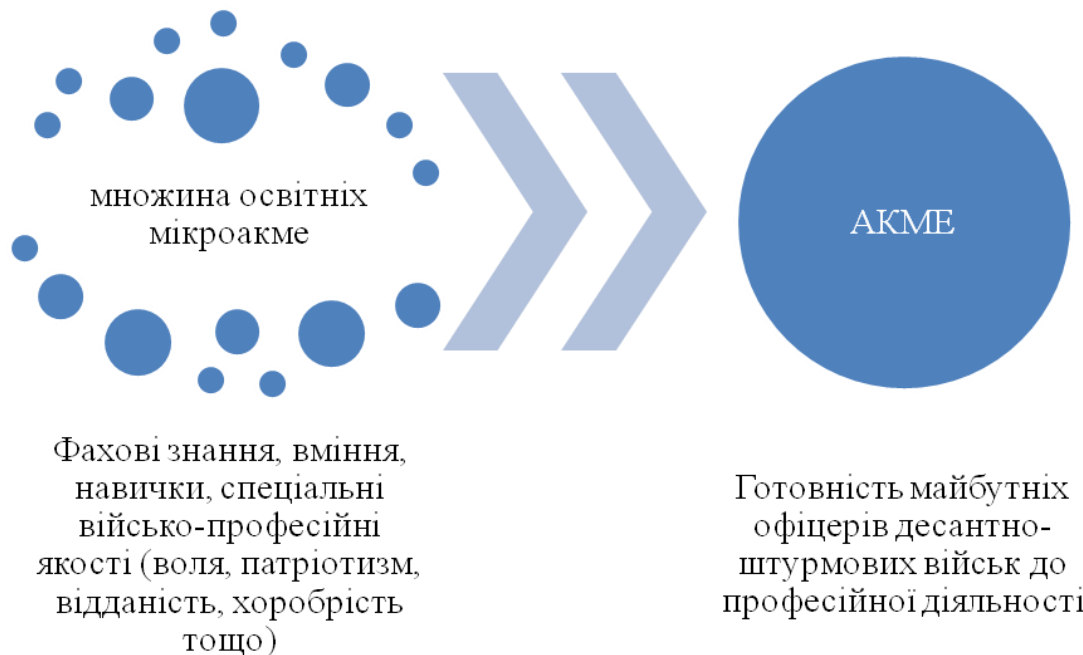 множина освітніх
мікроакме
АКМЕ
Фахові знання, вміння,
навички, спеціальні
військо-професійні
якості (воля, патріотизм,
відданість, хоробрість
тощо)
Готовність майбутніх
офіцерів десантно-
штурмових військ до
професійної діяльності